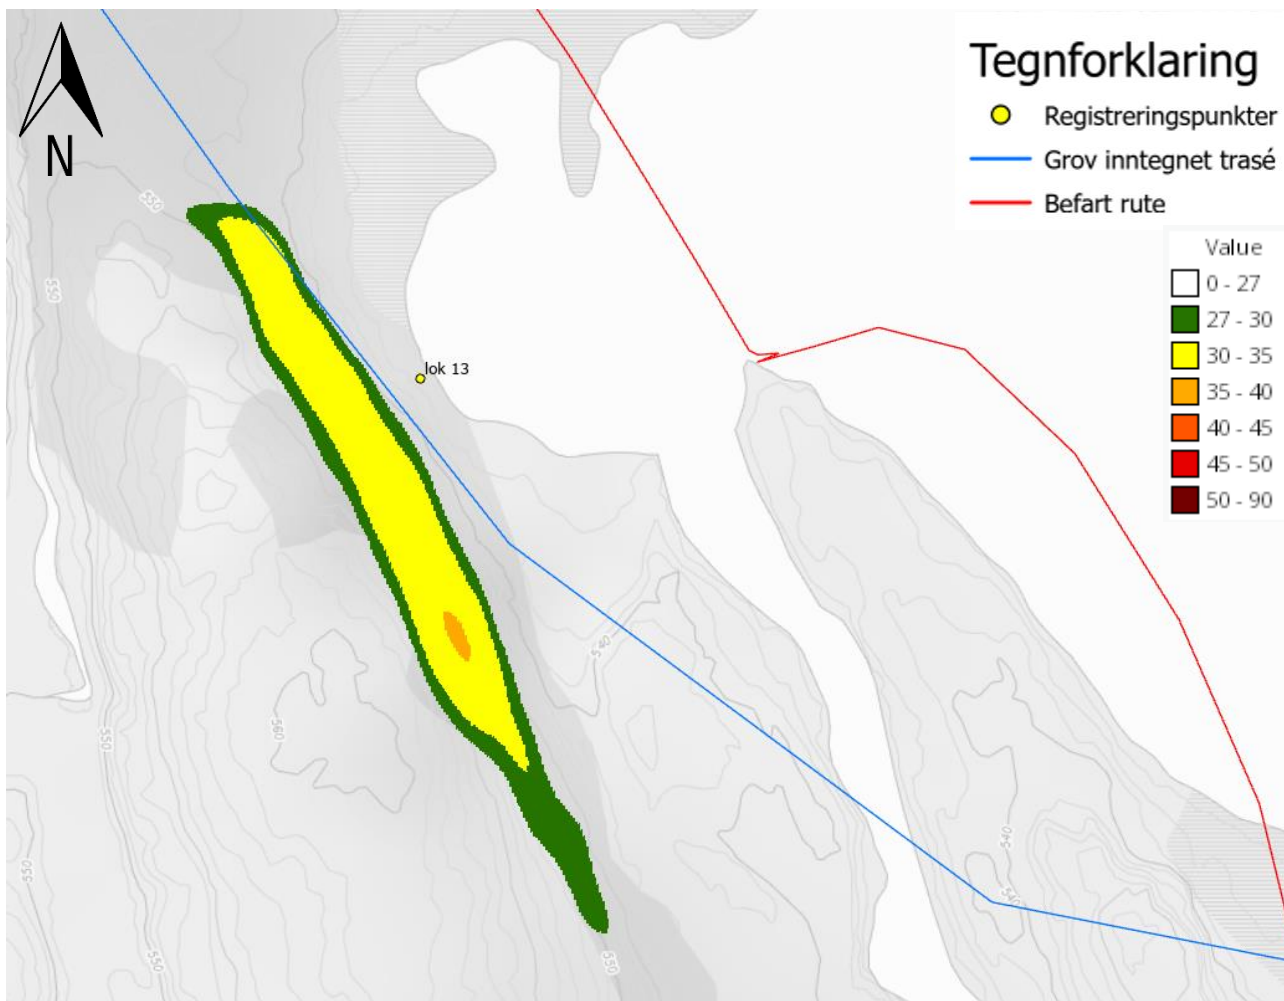 N
Tegnforklaring
Registreringspunkter
Grov inntegnet trasé
Befart rute
Value
0 - 27
27 - 30
30 - 35
35 - 40
40 - 45
45 - 50
50 - 90
550
550
lok 13
540
560
550
540
540
550
550
550